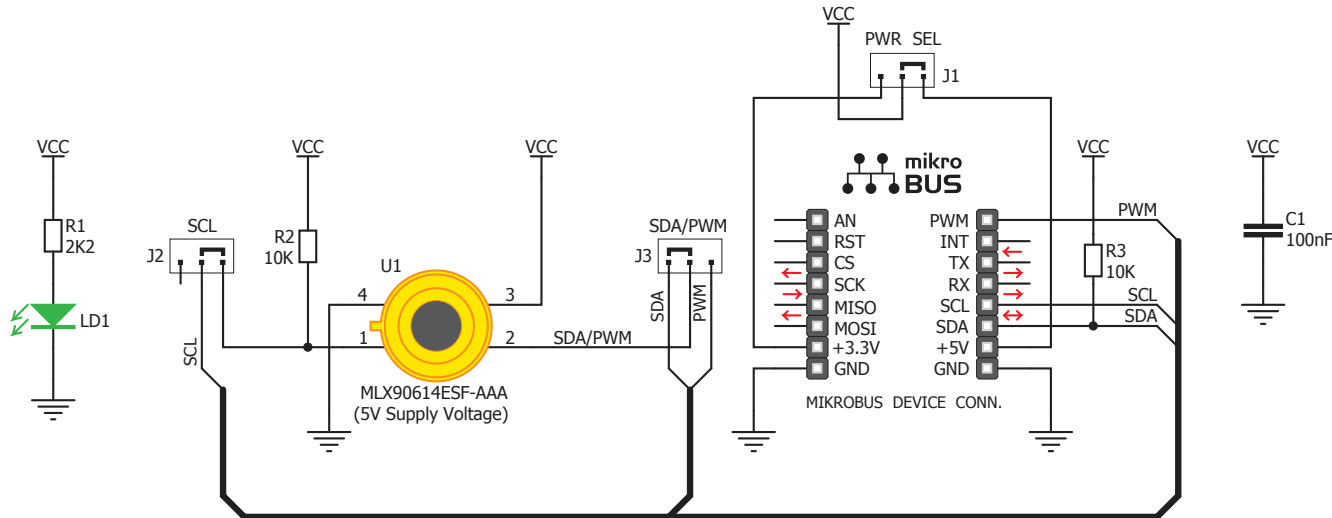 VCC
PWR SEL
J1
VCC
VCC
VCC
VCC
VCC
mikro
BUS
R1
2K2
LD1
SCL
J2
SCL
R2
10K
U1
4
3
1
2
SDA/PWM
MLX90614ESF-AAA
(5V Supply Voltage)
SDA/PWM
J3
SDA
PWM
AN
RST
CS
SCK
MISO
MOSI
+3.3V
GND
PWM
INT
TX
RX
SCL
SDA
+5V
GND
MIKROBUS DEVICE CONN.
PWM
R3
10K
SCL
SDA
C1
100nF